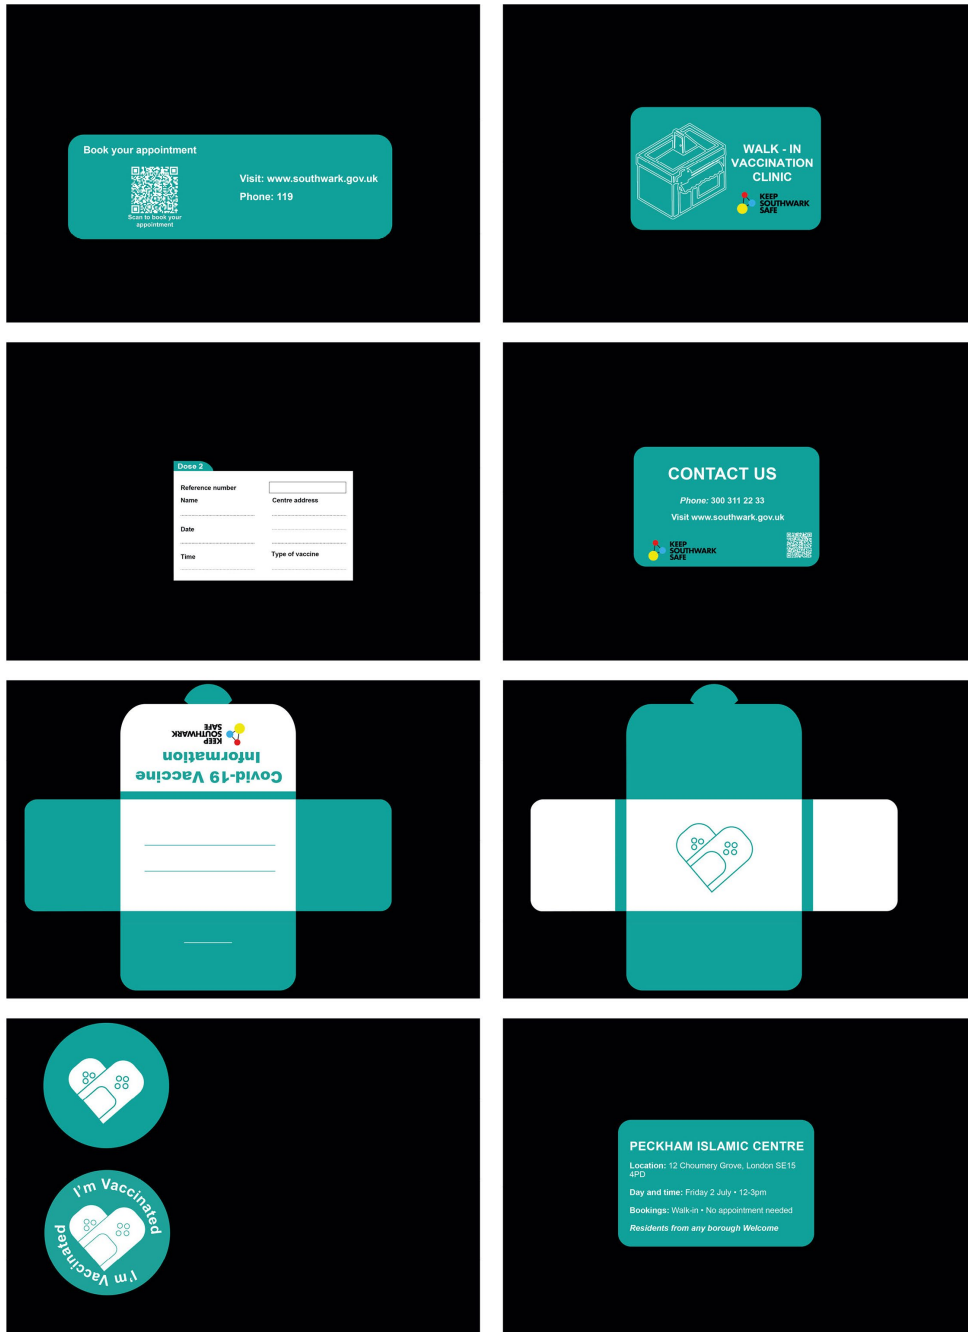 Book your appointment
Scan to book your
appointment
Visit: www.southwark.gov.uk
Phone: 119
WALK - IN
VACCINATION
CLINIC
KEEP
SOUTHWARK
SAFE
Dose 2
Reference number
Name
Centre address
Date
Time
Type of vaccine
CONTACT US
Phone: 300 311 22 33
Visit www.southwark.gov.uk
KEEP
SOUTHWARK
SAFE
Covid-19 Vaccine
Information
KEEP
SOUTHWARK
SAFE
I'm Vaccinated
I'm Vaccinated
PECKHAM ISLAMIC CENTRE
Location: 12 Choumery Grove, London SE15
4PD
Day and time: Friday 2 July • 12-3pm
Bookings: Walk-in • No appointment needed
Residents from any borough Welcome